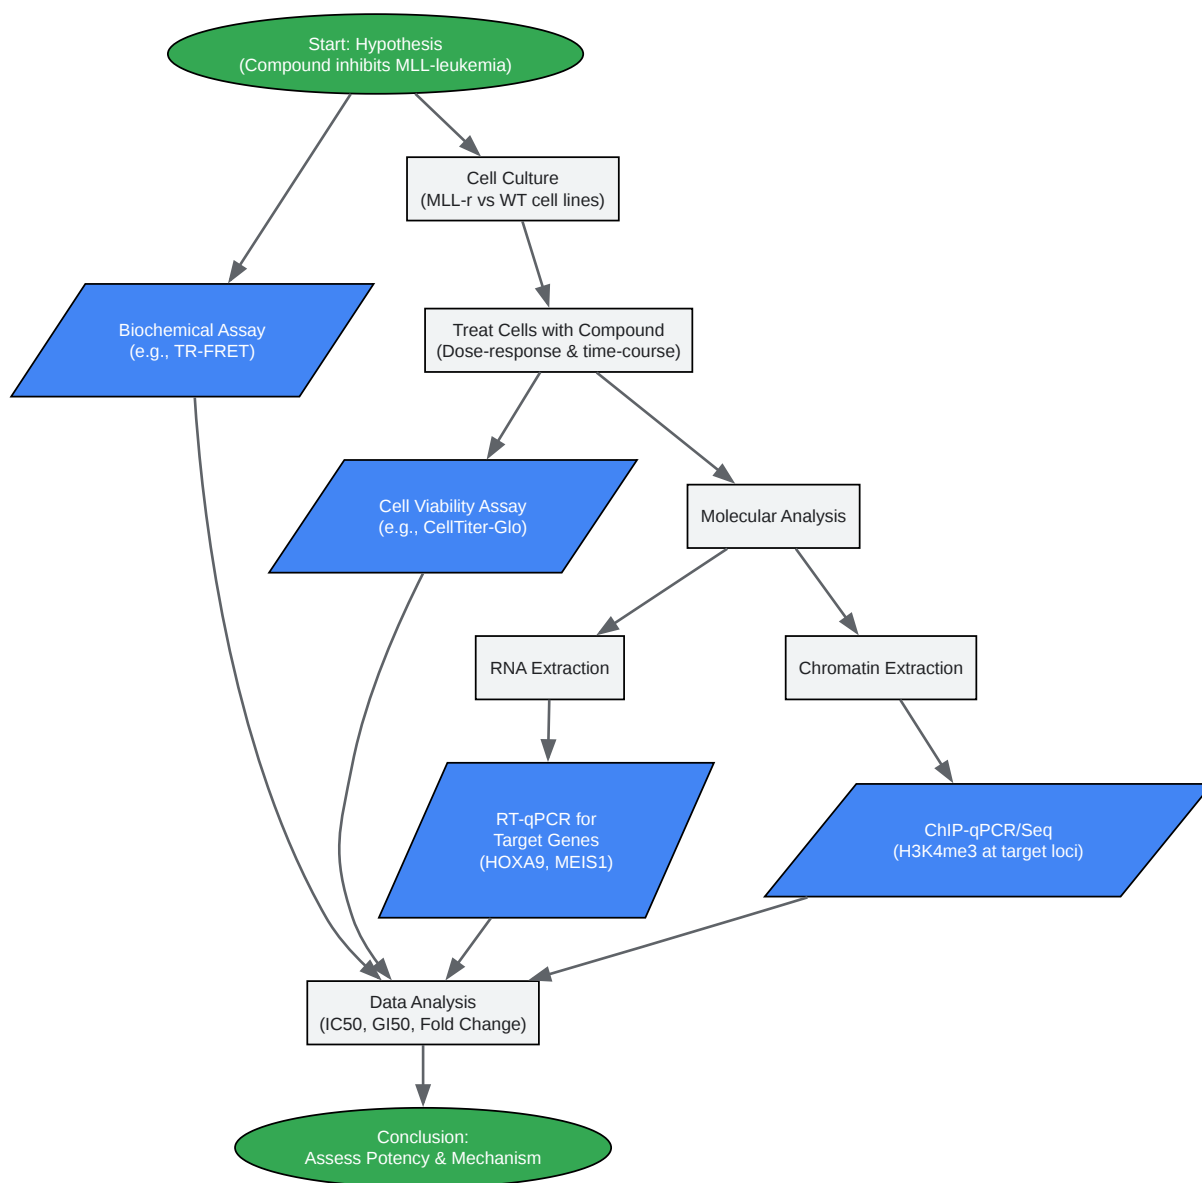 Start: Hypothesis
(Compound inhibits MLL-leukemia)
Cell Culture
(MLL-r vs WT cell lines)
Biochemical Assay
(e.g., TR-FRET)
Treat Cells with Compound
(Dose-response & time-course)
Cell Viability Assay
(e.g., CellTiter-Glo)
Molecular Analysis
RNA Extraction
Chromatin Extraction
RT-qPCR for
Target Genes
(HOXA9, MEIS1)
ChIP-qPCR/Seq
(H3K4me3 at target loci)
Data Analysis
(IC50, GI50, Fold Change)
Conclusion:
Assess Potency & Mechanism